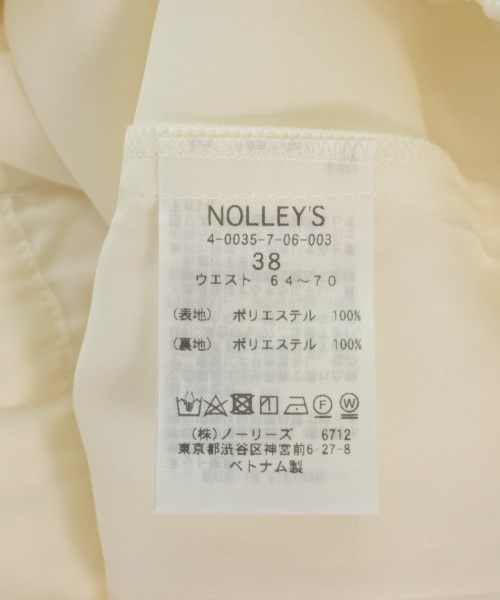 NOLLEY'S
4-0035-7-06-003
38
ウエスト 64～70
(表地) ポリエステル 100%
(裏地) ポリエステル 100%
F W
(株)ノーリーズ 6712
東京都渋谷区神宮前6-27-8
ベトナム製